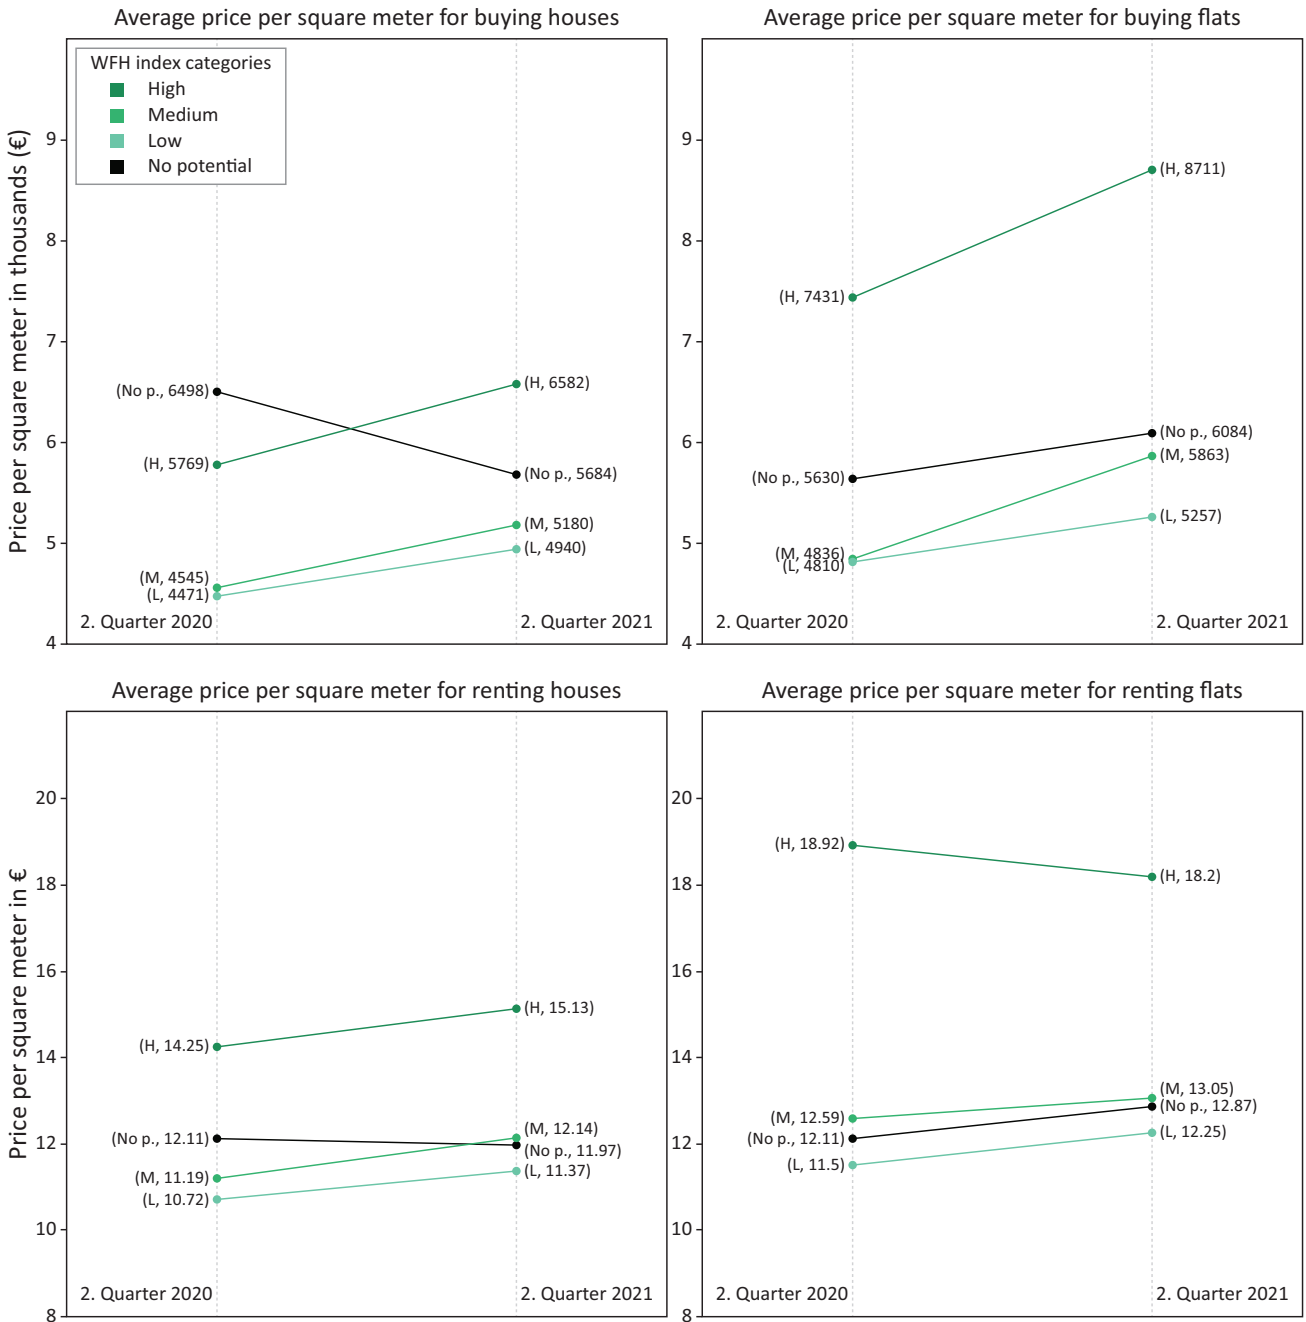 Average price per square meter for buying houses
WFH index categories
High
Medium
Low
No potential
Price per square meter in thousands (€)
9
8
7
6
5
4
(No p., 6498)
(H, 5769)
(M, 4545)
(L, 4471)
(H, 6582)
(No p., 5684)
(M, 5180)
(L, 4940)
2. Quarter 2020
2. Quarter 2021
Average price per square meter for buying flats
9
8
7
6
5
4
(H, 7431)
(No p., 5630)
(M, 4836)
(L, 4810)
(H, 8711)
(No p., 6084)
(M, 5863)
(L, 5257)
2. Quarter 2020
2. Quarter 2021
Average price per square meter for renting houses
Price per square meter in €
20
18
16
14
12
10
8
(H, 14.25)
(No p., 12.11)
(M, 11.19)
(L, 10.72)
(H, 15.13)
(M, 12.14)
(No p., 11.97)
(L, 11.37)
2. Quarter 2020
2. Quarter 2021
Average price per square meter for renting flats
20
18
16
14
12
10
8
(H, 18.92)
(M, 12.59)
(No p., 12.11)
(L, 11.5)
(H, 18.2)
(M, 13.05)
(No p., 12.87)
(L, 12.25)
2. Quarter 2020
2. Quarter 2021